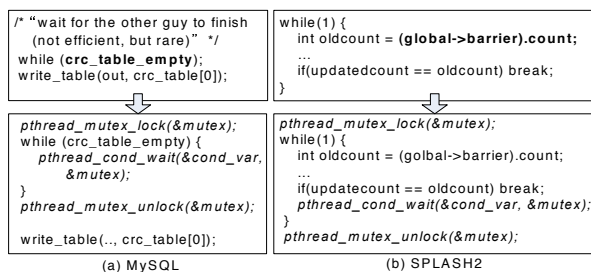 /* “wait for the other guy to finish
(not efficient, but rare)” */
while (crc_table_empty);
write_table(out, crc_table[0]);
pthread_mutex_lock(&mutex);
while (crc_table_empty) {
pthread_cond_wait(&cond_var,
&mutex);
}
pthread_mutex_unlock(&mutex);
write_table(.., crc_table[0]);
(a) MySQL
while(1) {
int oldcount = (global->barrier).count;
...
if(updatedcount == oldcount) break;
}
pthread_mutex_lock(&mutex);
while(1) {
int oldcount = (golbal->barrier).count;
...
if(updatecount == oldcount) break;
pthread_cond_wait(&cond_var, &mutex);
}
pthread_mutex_unlock(&mutex);
(b) SPLASH2